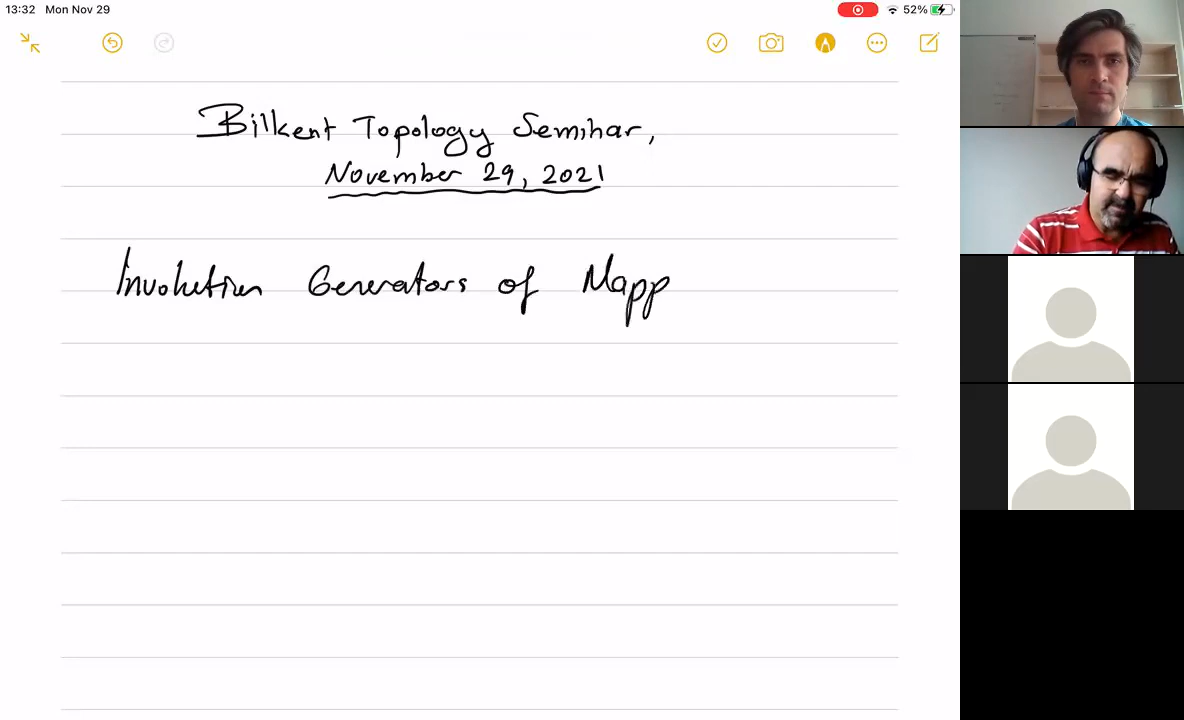 13:32 Mon Nov 29
52%
Bilkent Topology Seminar,
November 29, 2021
Involution Generators of Mapp